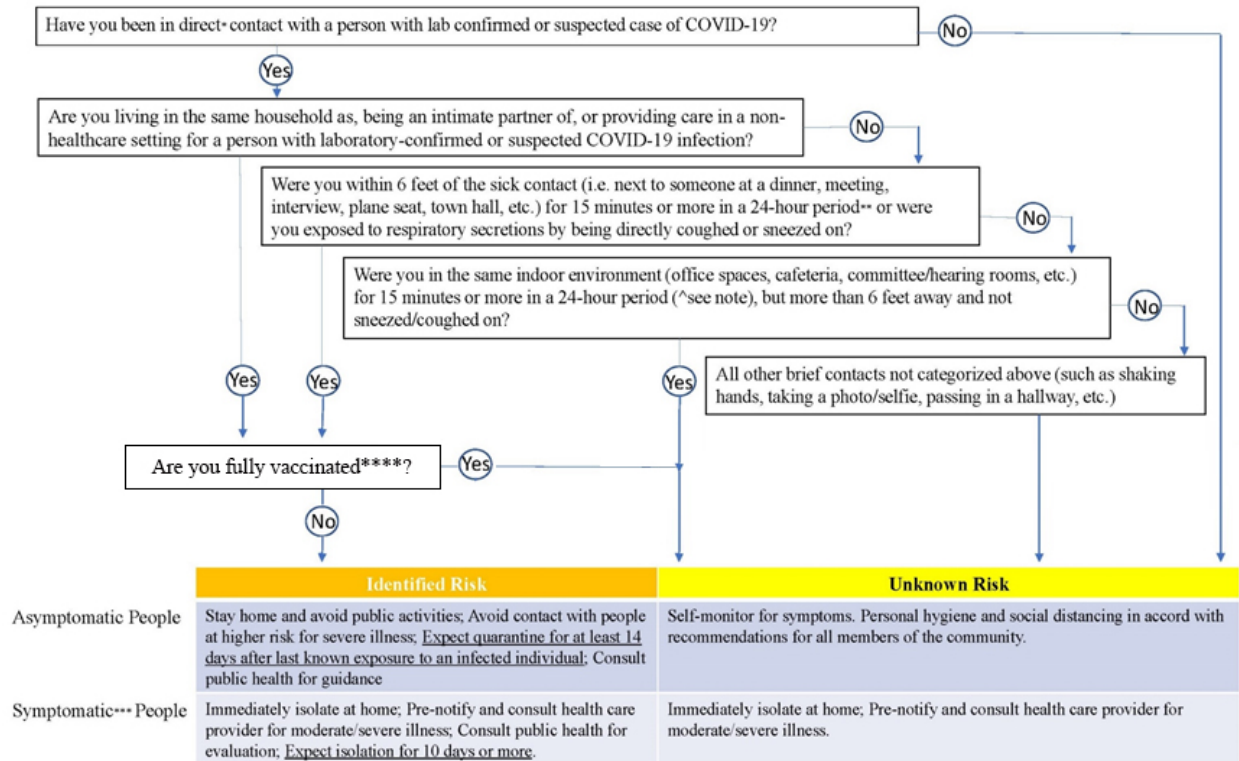 Have you been in direct* contact with a person with lab confirmed or suspected case of COVID-19?
No
Yes
Are you living in the same household as, being an intimate partner of, or providing care in a non-
healthcare setting for a person with laboratory-confirmed or suspected COVID-19 infection?
No
Were you within 6 feet of the sick contact (i.e. next to someone at a dinner, meeting,
interview, plane seat, town hall, etc.) for 15 minutes or more in a 24-hour period** or were
you exposed to respiratory secretions by being directly coughed or sneezed on?
No
Were you in the same indoor environment (office spaces, cafeteria, committee/hearing rooms, etc.)
for 15 minutes or more in a 24-hour period (^see note), but more than 6 feet away and not
sneezed/coughed on?
No
Yes
Yes
Yes
All other brief contacts not categorized above (such as shaking
hands, taking a photo/selfie, passing in a hallway, etc.)
Are you fully vaccinated****?
Yes
No
Identified Risk
Unknown Risk
Asymptomatic People
Stay home and avoid public activities; Avoid contact with people
at higher risk for severe illness; Expect quarantine for at least 14
days after last known exposure to an infected individual; Consult
public health for guidance
Self-monitor for symptoms. Personal hygiene and social distancing in accord with
recommendations for all members of the community.
Symptomatic*** People
Immediately isolate at home; Pre-notify and consult health care
provider for moderate/severe illness; Consult public health for
evaluation; Expect isolation for 10 days or more.
Immediately isolate at home; Pre-notify and consult health care provider for
moderate/severe illness.